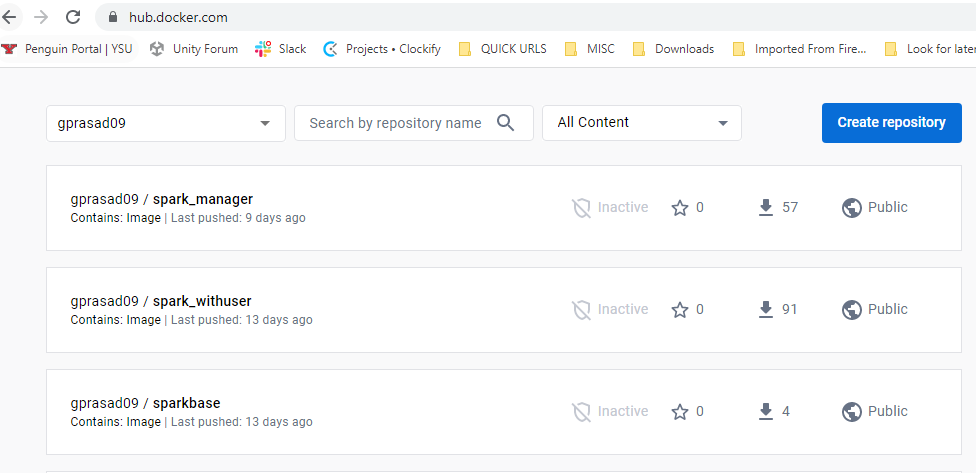 hub.docker.com
Penguin Portal | YSU Unity Forum Slack Projects • Clockify QUICK URLS MISC Downloads Imported From Fire... Look for later
gprasad09 Search by repository name All Content Create repository
gprasad09 / spark_manager
Contains: Image | Last pushed: 9 days ago
Inactive 0 57 Public
gprasad09 / spark_withuser
Contains: Image | Last pushed: 13 days ago
Inactive 0 91 Public
gprasad09 / sparkbase
Contains: Image | Last pushed: 13 days ago
Inactive 0 4 Public